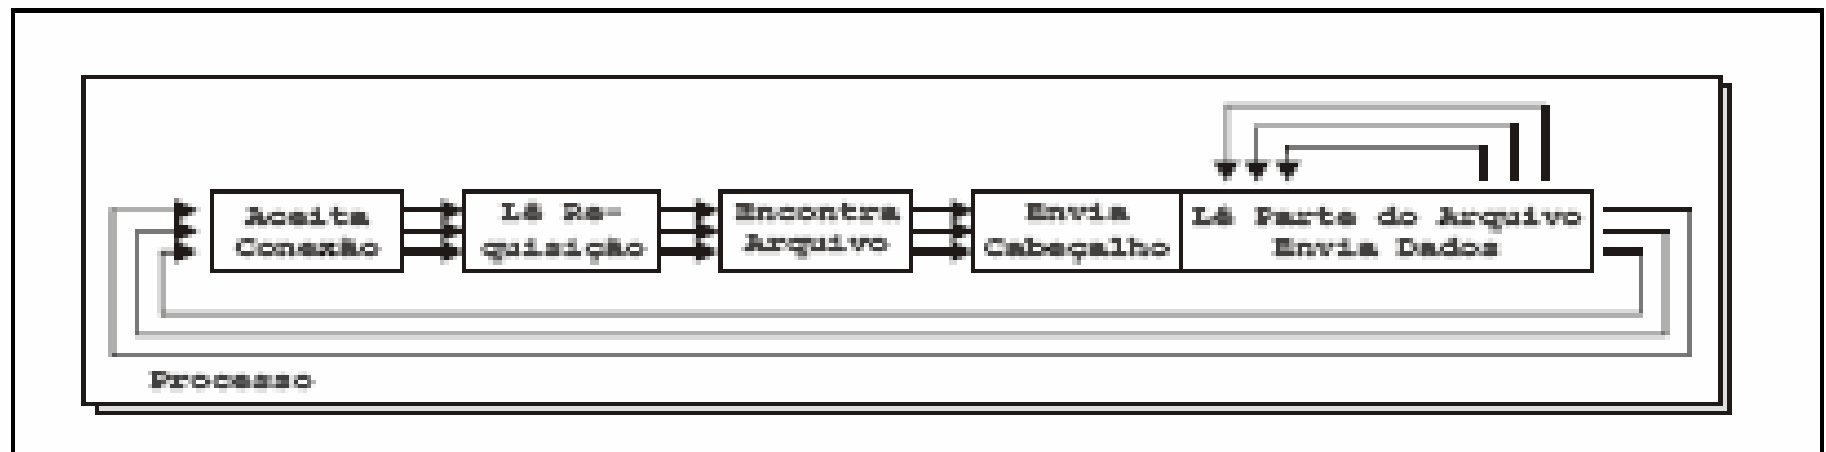 Aceita
Conexão
Lê Re-
quisição
Encontra
Arquivo
Envia
Cabeçalho
Lê Parte do Arquivo
Envia Dados
Processo